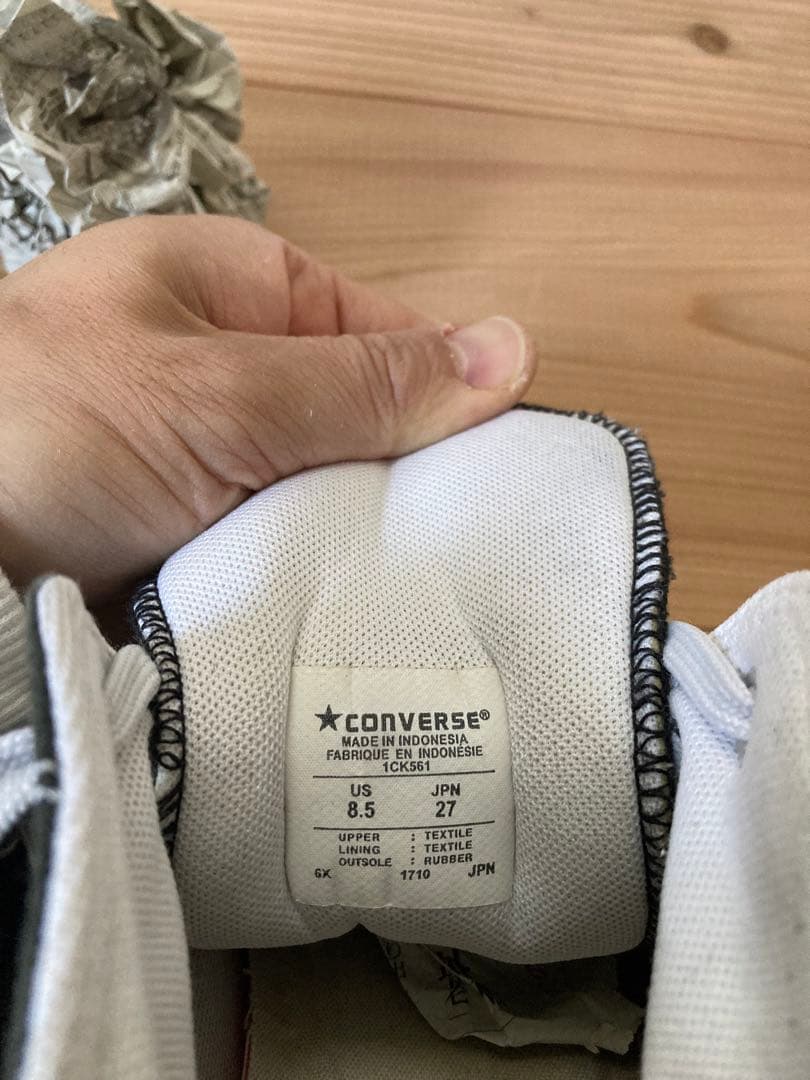 ★CONVERSE®
MADE IN INDONESIA
FABRIQUE EN INDONÉSIE
1CK561
US JPN
8.5 27
UPPER : TEXTILE
LINING : TEXTILE
OUTSOLE : RUBBER
6X 1710 JPN